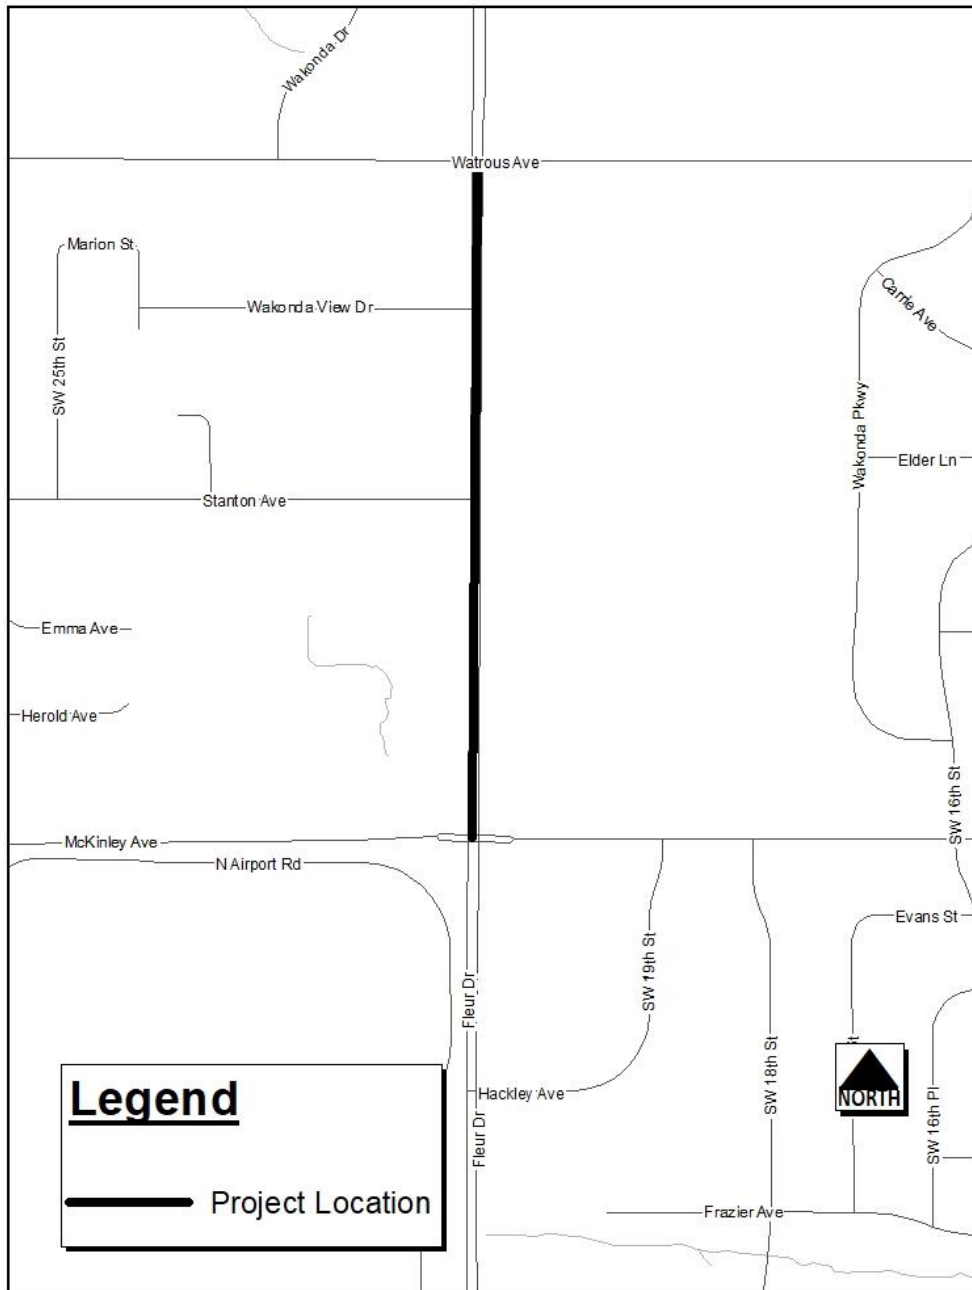 Wakonda Dr
Watrous Ave
Marion St
Wakonda View Dr
Carrie Ave
SW 25th St
Wakonda Pkwy
Elder Ln
Stanton Ave
Emma Ave
Herold Ave
SW 16th St
McKinley Ave
N Airport Rd
Evans St
Fleur Dr
SW 19th St
SW 18th St
St
NORTH
Hackley Ave
Fleur Dr
SW 16th Pl
Frazier Ave
Legend
Project Location